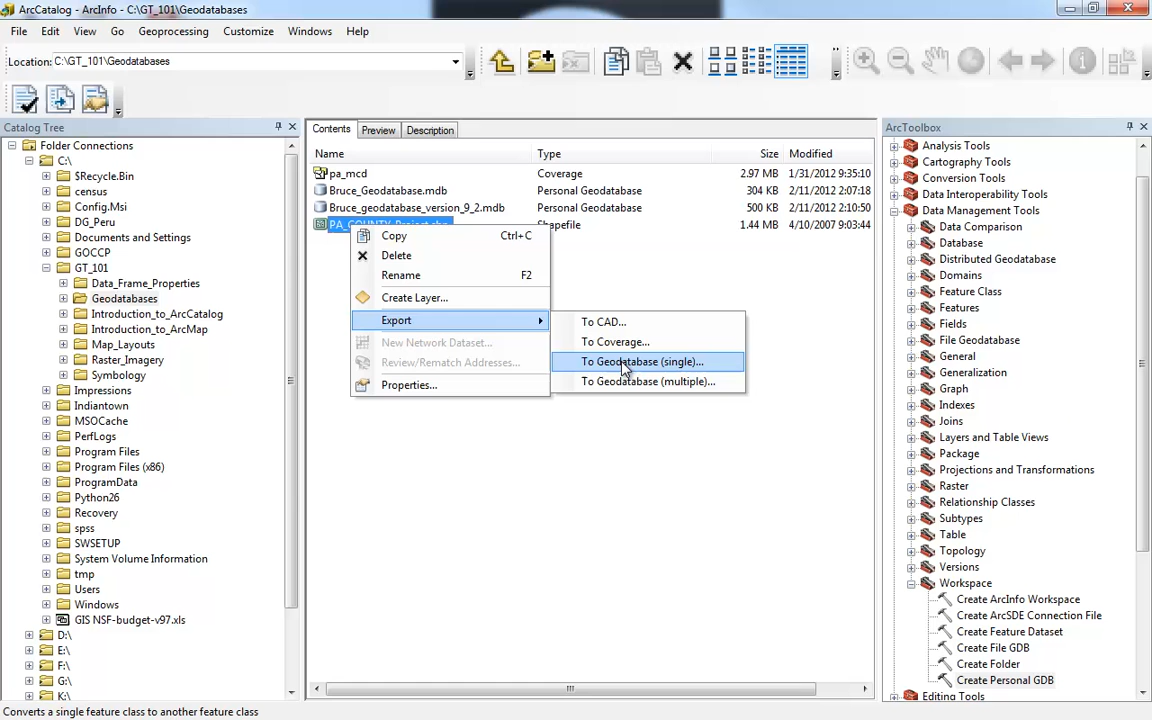 ArcCatalog - ArcInfo - C:\GT_101\Geodatabases
File Edit View Go Geoprocessing Customize Windows Help
Location: C:\GT_101\Geodatabases
Catalog Tree
Folder Connections
C:\
$Recycle.Bin
census
Config.Msi
DG_Peru
Documents and Settings
GOCCP
GT_101
Data_Frame_Properties
Geodatabases
Introduction_to_ArcCatalog
Introduction_to_ArcMap
Map_Layouts
Raster_Imagery
Symbology
Impressions
Indiantown
MSOCache
PerfLogs
Program Files
Program Files (x86)
ProgramData
Python26
Recovery
spss
SWSETUP
System Volume Information
tmp
Users
Windows
GIS NSF-budget-v97.xls
D:\
E:\
F:\
G:\
K:\
Contents Preview Description
Name Type Size Modified
pa_mcd Coverage 2.97 MB 1/31/2012 9:35:10
Bruce_Geodatabase.mdb Personal Geodatabase 304 KB 2/11/2012 2:07:18
Bruce_geodatabase_version_9_2.mdb Personal Geodatabase 500 KB 2/11/2012 2:10:50
PA_COUNTY_Project.shp Shapefile 1.44 MB 4/10/2007 9:03:44
Copy Ctrl+C
Delete
Rename F2
Create Layer...
Export
New Network Dataset...
Review/Rematch Addresses...
Properties...
To CAD...
To Coverage...
To Geodatabase (single)...
To Geodatabase (multiple)...
ArcToolbox
Analysis Tools
Cartography Tools
Conversion Tools
Data Interoperability Tools
Data Management Tools
Data Comparison
Database
Distributed Geodatabase
Domains
Feature Class
Features
Fields
File Geodatabase
General
Generalization
Graph
Indexes
Joins
Layers and Table Views
Package
Projections and Transformations
Raster
Relationship Classes
Subtypes
Table
Topology
Versions
Workspace
Create ArcInfo Workspace
Create ArcSDE Connection File
Create Feature Dataset
Create File GDB
Create Folder
Create Personal GDB
Editing Tools
Converts a single feature class to another feature class